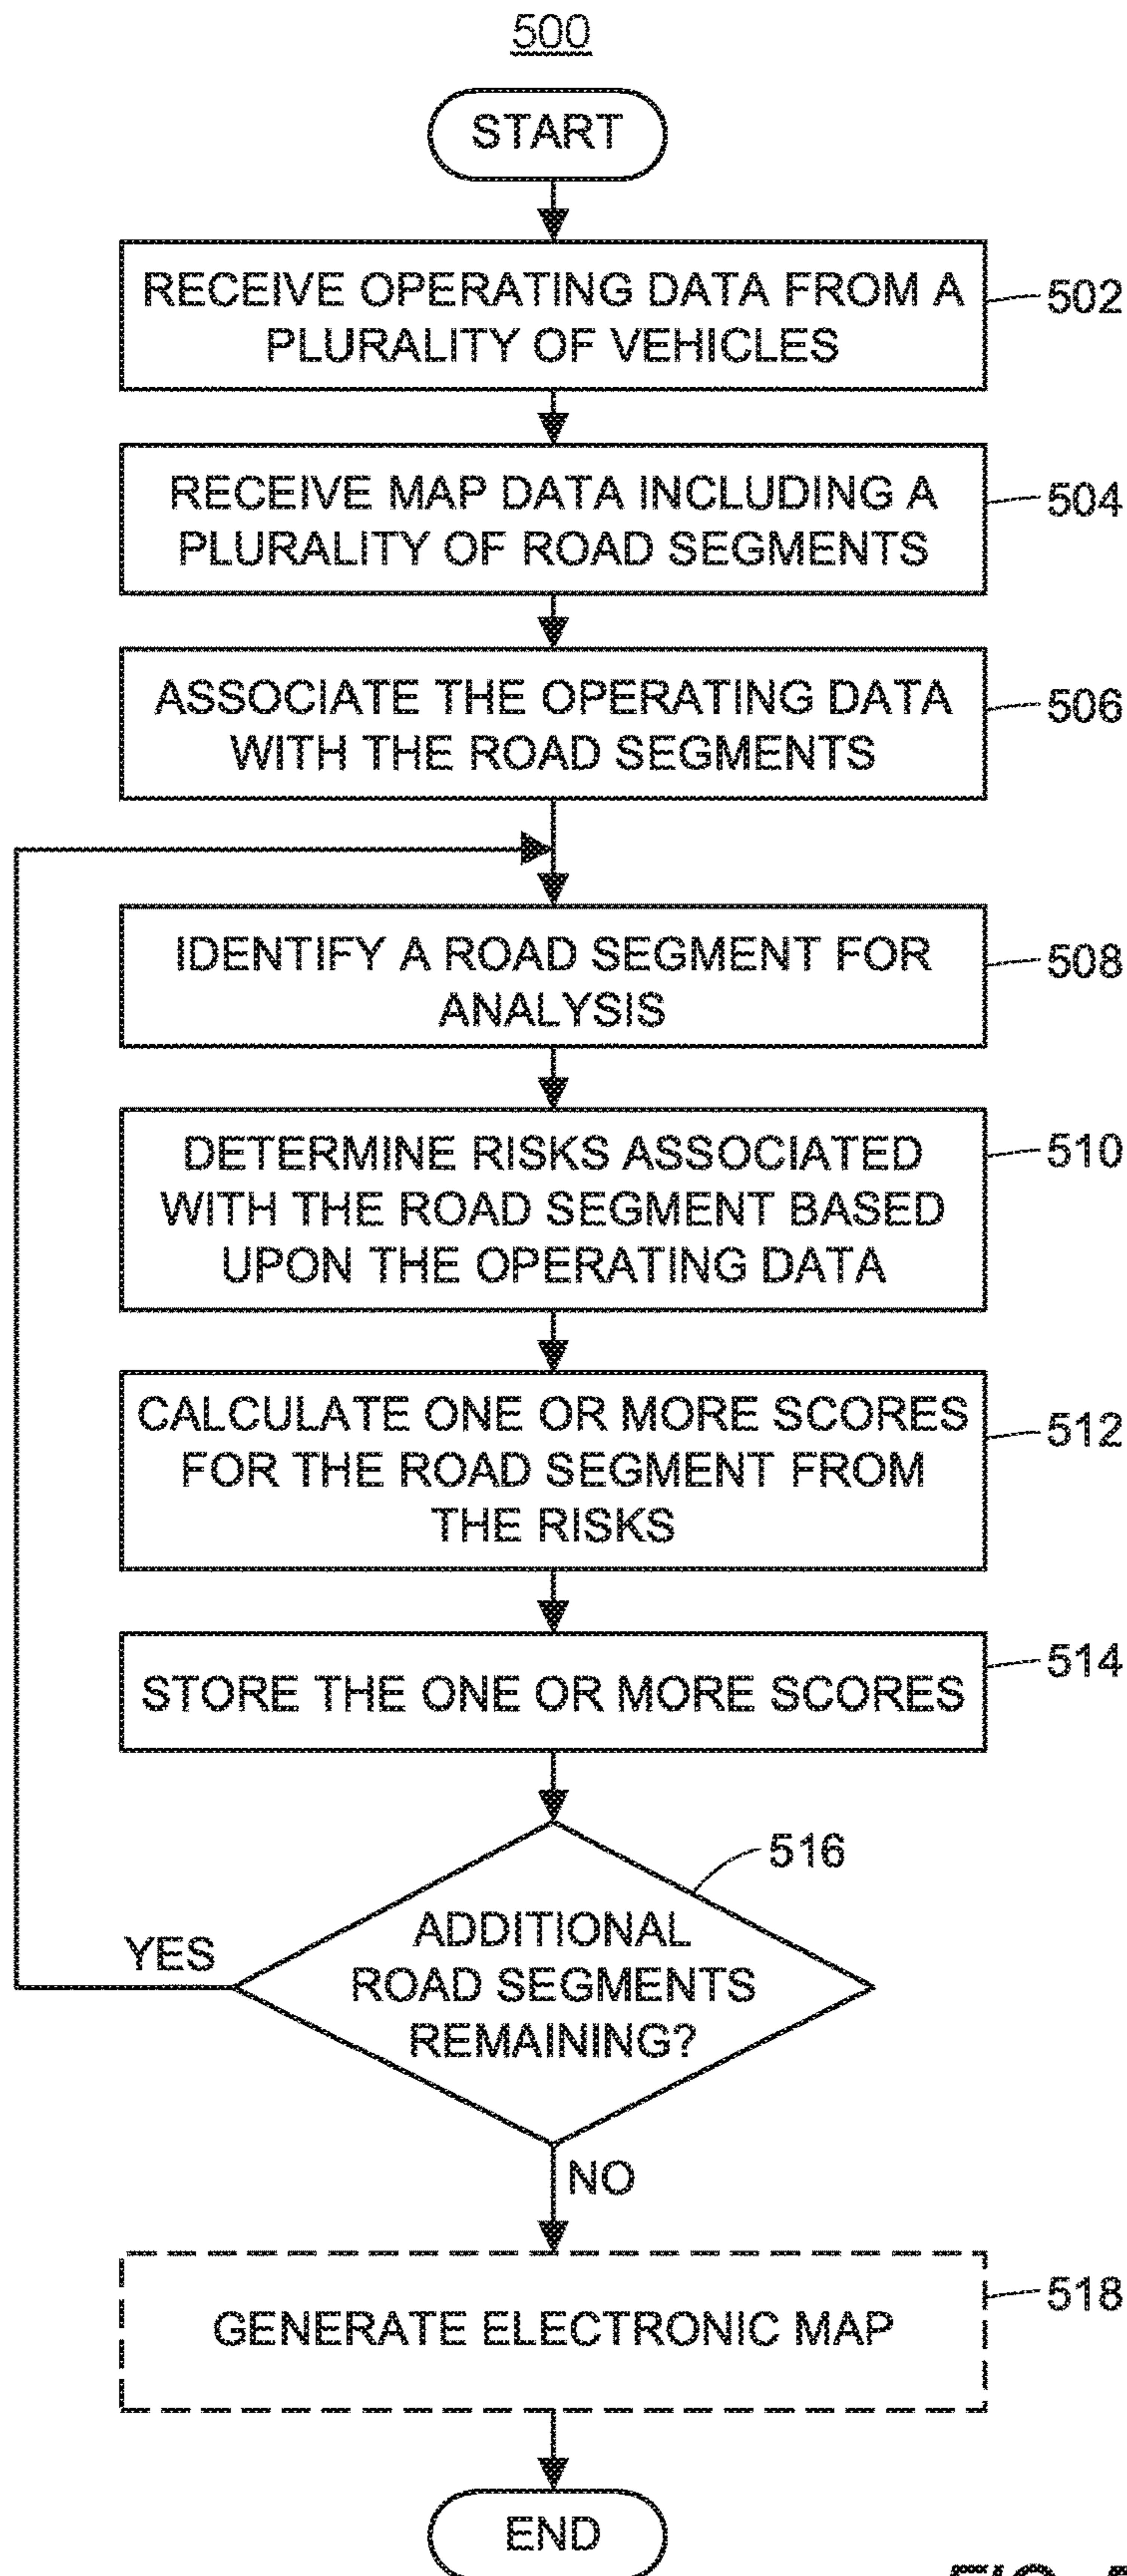 500
START
RECEIVE OPERATING DATA FROM A
PLURALITY OF VEHICLES
502
RECEIVE MAP DATA INCLUDING A
PLURALITY OF ROAD SEGMENTS
504
ASSOCIATE THE OPERATING DATA
WITH THE ROAD SEGMENTS
506
IDENTIFY A ROAD SEGMENT FOR
ANALYSIS
508
DETERMINE RISKS ASSOCIATED
WITH THE ROAD SEGMENT BASED
UPON THE OPERATING DATA
510
CALCULATE ONE OR MORE SCORES
FOR THE ROAD SEGMENT FROM
THE RISKS
512
STORE THE ONE OR MORE SCORES
514
516
ADDITIONAL
ROAD SEGMENTS
REMAINING?
YES
NO
GENERATE ELECTRONIC MAP
518
END